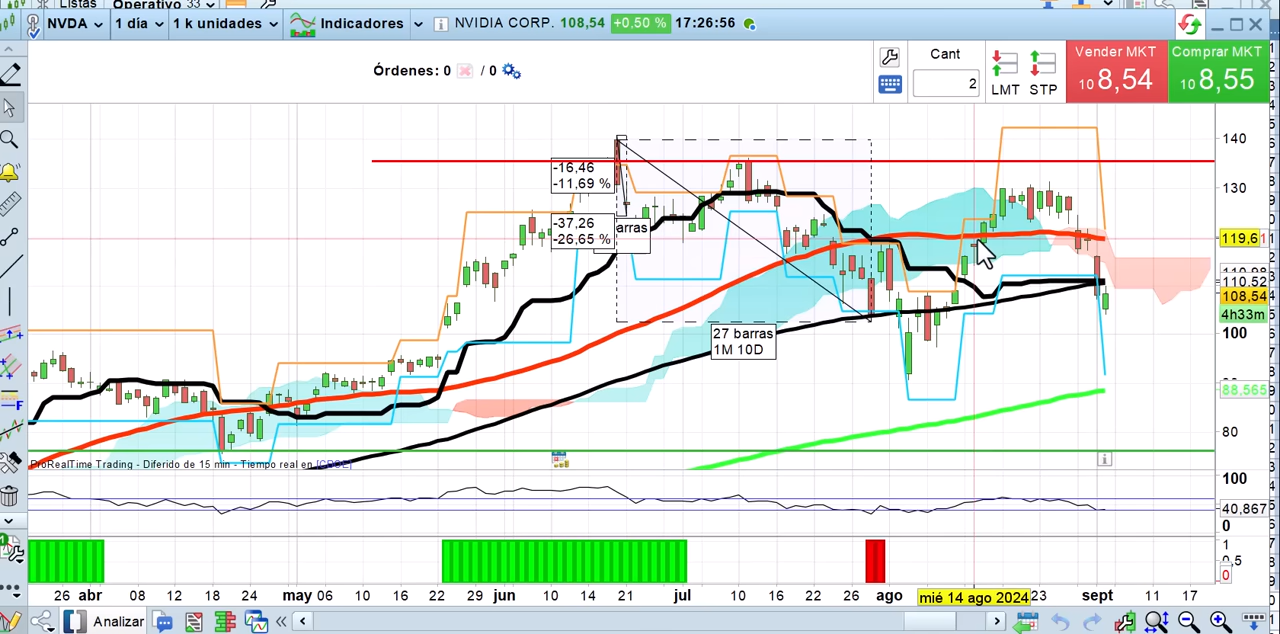 Listas Operativo 33
NVDA 1 día 1 k unidades Indicadores NVIDIA CORP. 108,54 +0,50 % 17:26:56
Órdenes: 0 / 0
Cant
2
LMT STP
Vender MKT
10 8,54
Comprar MKT
10 8,55
140
130
-16,46
-11,69 %
-37,26
-26,65 %
arras
119,61
110,52
108,54
4h33m
100
27 barras
1M 10D
88,565
80
ProRealTime Trading - Diferido de 15 min - Tiempo real en [CBOE]
100
40,867
0
1
0,5
0
26 abr 08 12 18 24 may 06 10 16 22 jun 10 14 21 jul 10 16 22 26 ago mié 14 ago 2024 23 sept 11 17
Analizar